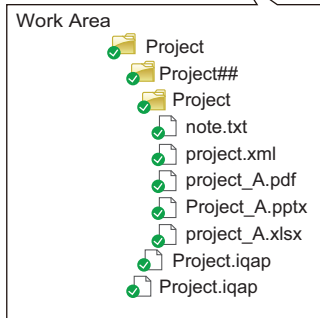 Work Area
Project
Project##
Project
note.txt
project.xml
project_A.pdf
Project_A.pptx
project_A.xlsx
Project.iqap
Project.iqap